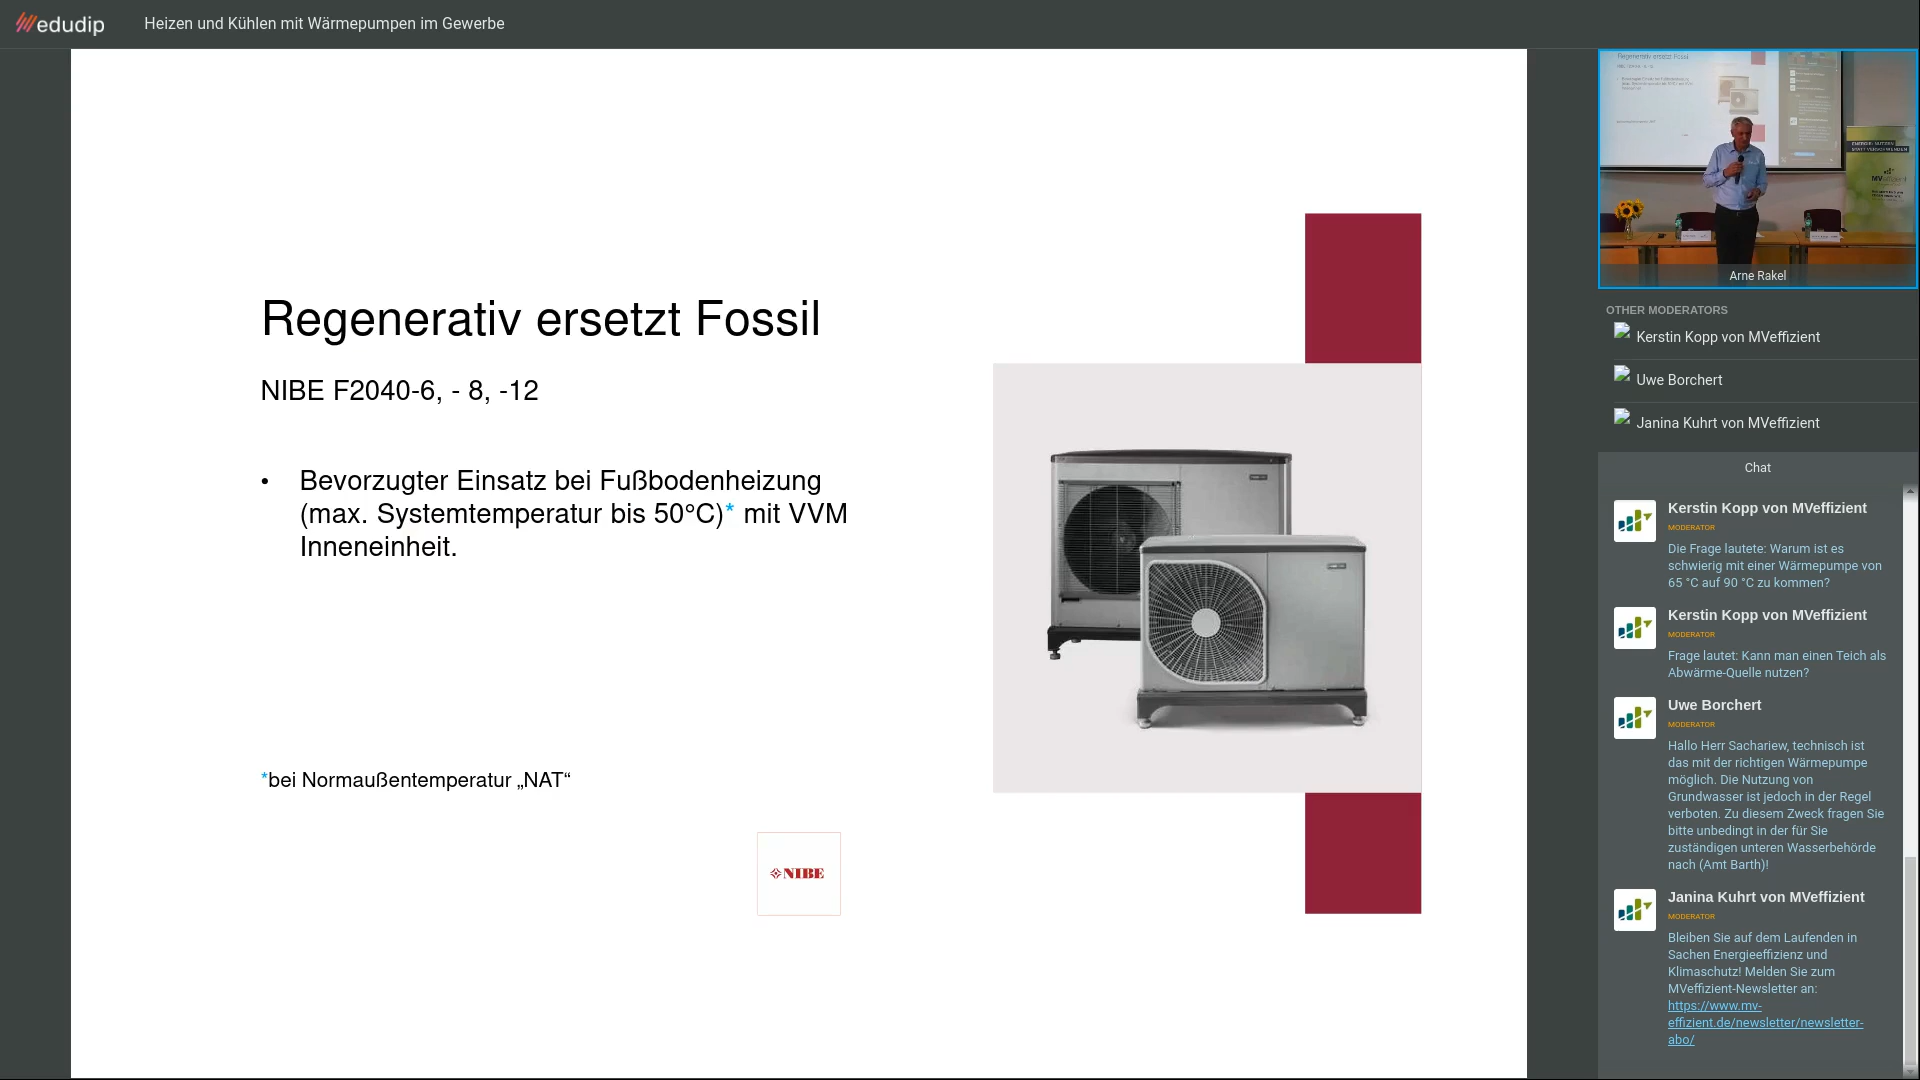 edudip
Heizen und Kühlen mit Wärmepumpen im Gewerbe
Regenerativ ersetzt Fossil
NIBE F2040-6, - 8, -12
• Bevorzugter Einsatz bei Fußbodenheizung
(max. Systemtemperatur bis 50°C)* mit VVM
Inneneinheit.
*bei Normaußentemperatur „NAT“
NIBE
Regenerativ ersetzt Fossil
ENERGIE: NUTZEN
STATT VERSCHWENDEN
MVeffizient
Arne Rakel
OTHER MODERATORS
Kerstin Kopp von MVeffizient
Uwe Borchert
Janina Kuhrt von MVeffizient
Chat
Kerstin Kopp von MVeffizient
MODERATOR
Die Frage lautete: Warum ist es
schwierig mit einer Wärmepumpe von
65 °C auf 90 °C zu kommen?
Kerstin Kopp von MVeffizient
MODERATOR
Frage lautet: Kann man einen Teich als
Abwärme-Quelle nutzen?
Uwe Borchert
MODERATOR
Hallo Herr Sachariew, technisch ist
das mit der richtigen Wärmepumpe
möglich. Die Nutzung von
Grundwasser ist jedoch in der Regel
verboten. Zu diesem Zweck fragen Sie
bitte unbedingt in der für Sie
zuständigen unteren Wasserbehörde
nach (Amt Barth)!
Janina Kuhrt von MVeffizient
MODERATOR
Bleiben Sie auf dem Laufenden in
Sachen Energieeffizienz und
Klimaschutz! Melden Sie zum
MVeffizient-Newsletter an:
https://www.mv-
effizient.de/newsletter/newsletter-
abo/